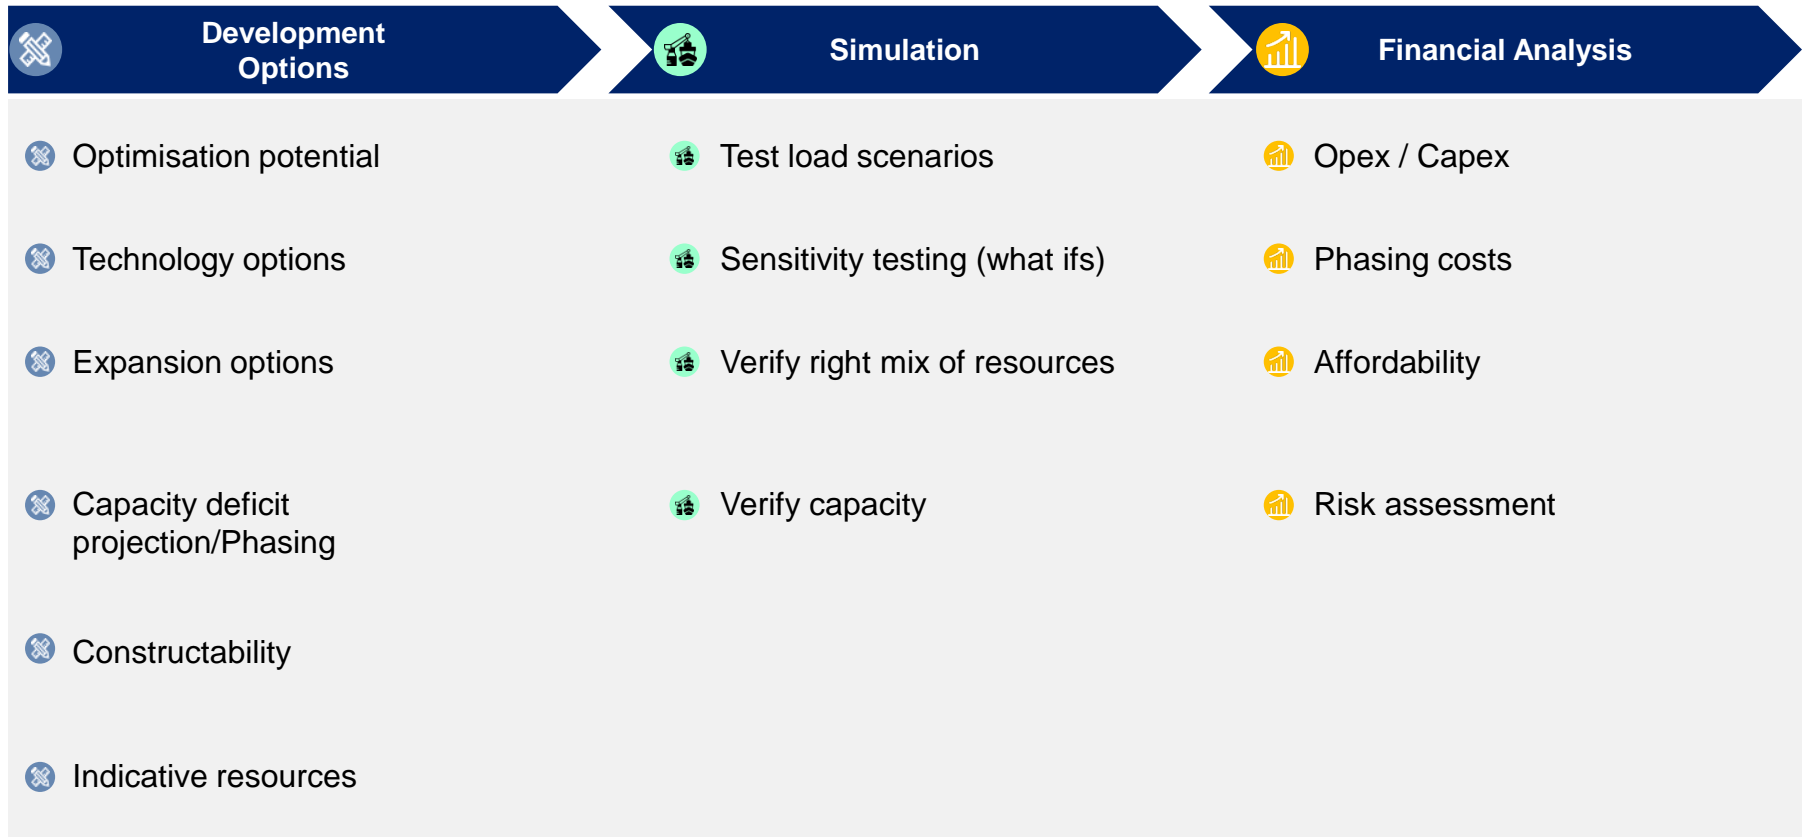 Development
Options
Simulation
Financial Analysis
Optimisation potential
Test load scenarios
Opex / Capex
Technology options
Sensitivity testing (what ifs)
Phasing costs
Expansion options
Verify right mix of resources
Affordability
Capacity deficit
projection/Phasing
Verify capacity
Risk assessment
Constructability
Indicative resources